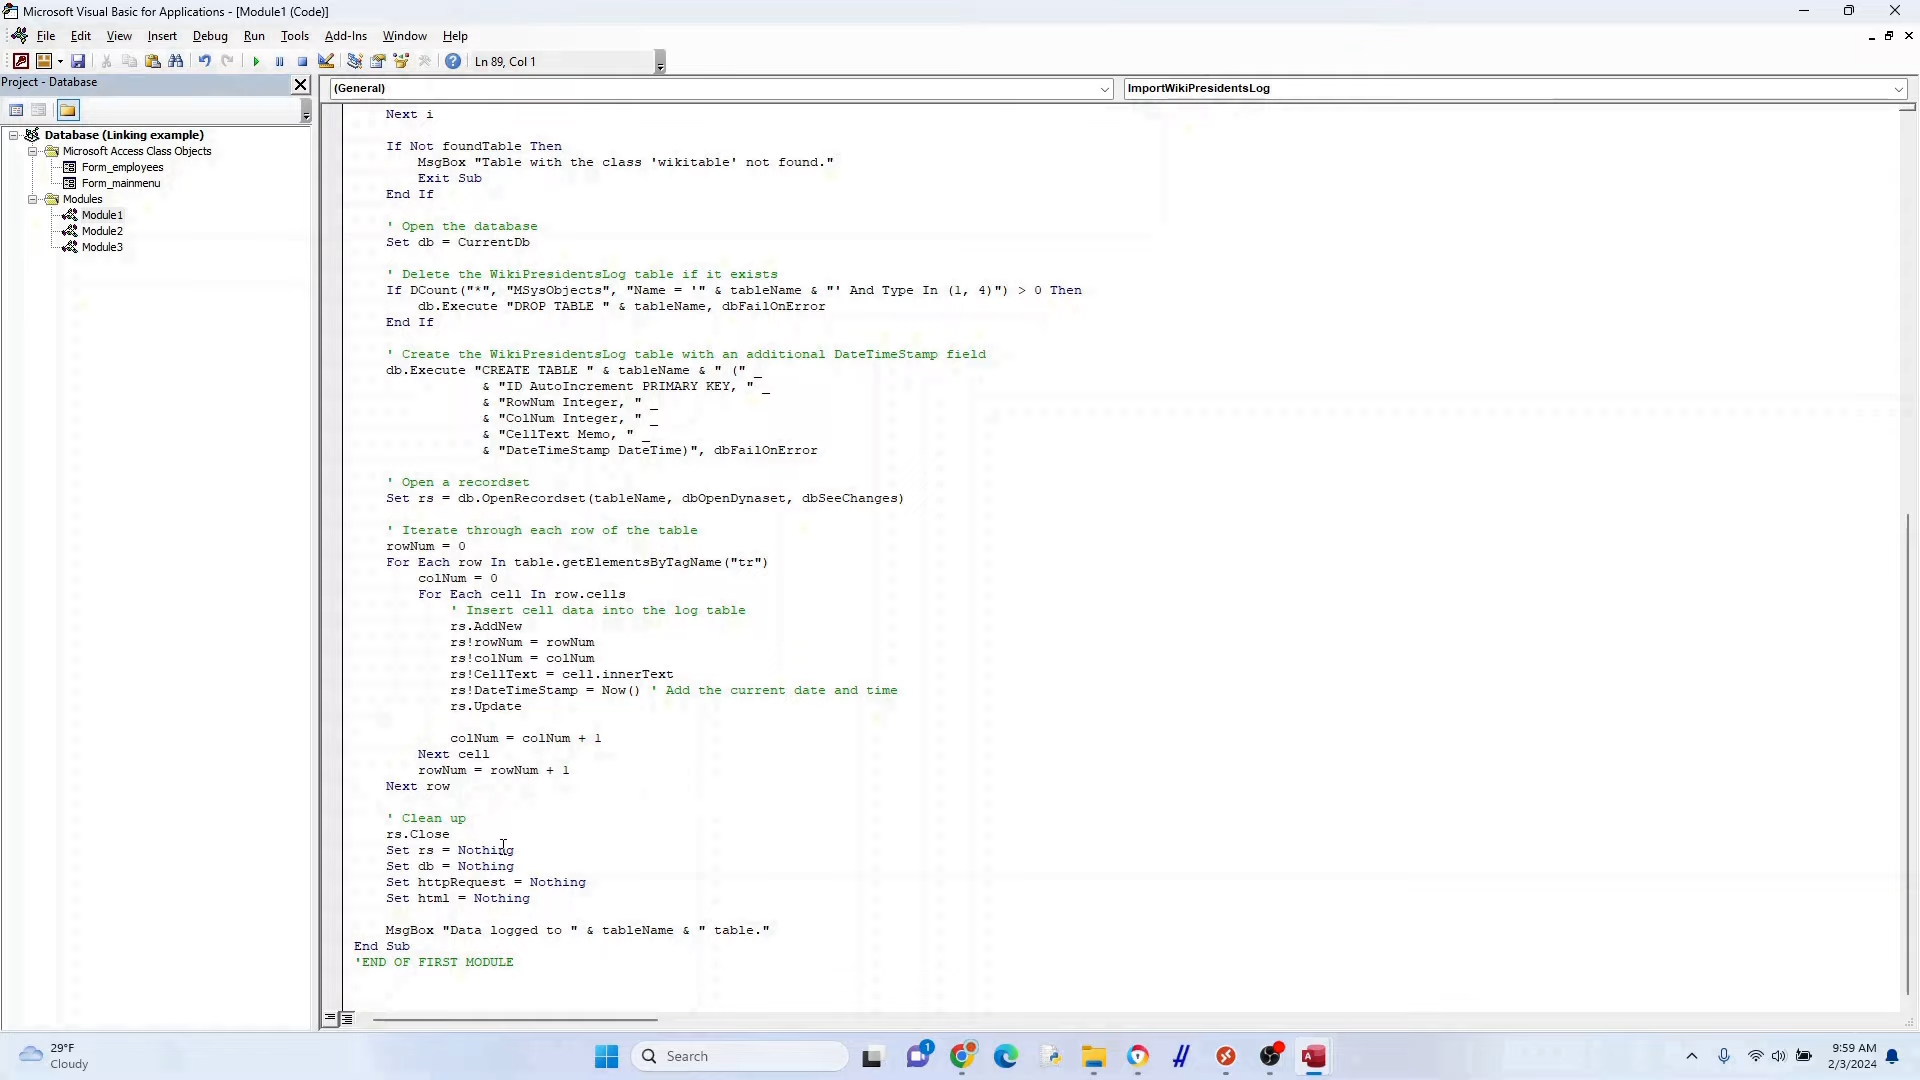 Microsoft Visual Basic for Applications - [Module1 (Code)]
File Edit View Insert Debug Run Tools Add-Ins Window Help
Ln 89, Col 1
Project - Database
(General)
ImportWikiPresidentsLog
Database (Linking example)
Microsoft Access Class Objects
Form_employees
Form_mainmenu
Modules
Module1
Module2
Module3
Next i
If Not foundTable Then
MsgBox "Table with the class 'wikitable' not found."
Exit Sub
End If
' Open the database
Set db = CurrentDb
' Delete the WikiPresidentsLog table if it exists
If DCount("*", "MSysObjects", "Name = '" & tableName & "' And Type In (1, 4)") > 0 Then
db.Execute "DROP TABLE " & tableName, dbFailOnError
End If
' Create the WikiPresidentsLog table with an additional DateTimeStamp field
db.Execute "CREATE TABLE " & tableName & " (" _
& "ID AutoIncrement PRIMARY KEY, " _
& "RowNum Integer, " _
& "ColNum Integer, " _
& "CellText Memo, " _
& "DateTimeStamp DateTime)", dbFailOnError
' Open a recordset
Set rs = db.OpenRecordset(tableName, dbOpenDynaset, dbSeeChanges)
' Iterate through each row of the table
rowNum = 0
For Each row In table.getElementsByTagName("tr")
colNum = 0
For Each cell In row.cells
' Insert cell data into the log table
rs.AddNew
rs!rowNum = rowNum
rs!colNum = colNum
rs!CellText = cell.innerText
rs!DateTimeStamp = Now() ' Add the current date and time
rs.Update
colNum = colNum + 1
Next cell
rowNum = rowNum + 1
Next row
' Clean up
rs.Close
Set rs = Nothing
Set db = Nothing
Set httpRequest = Nothing
Set html = Nothing
MsgBox "Data logged to " & tableName & " table."
End Sub
'END OF FIRST MODULE
29°F
Cloudy
Search
1
9:59 AM
2/3/2024